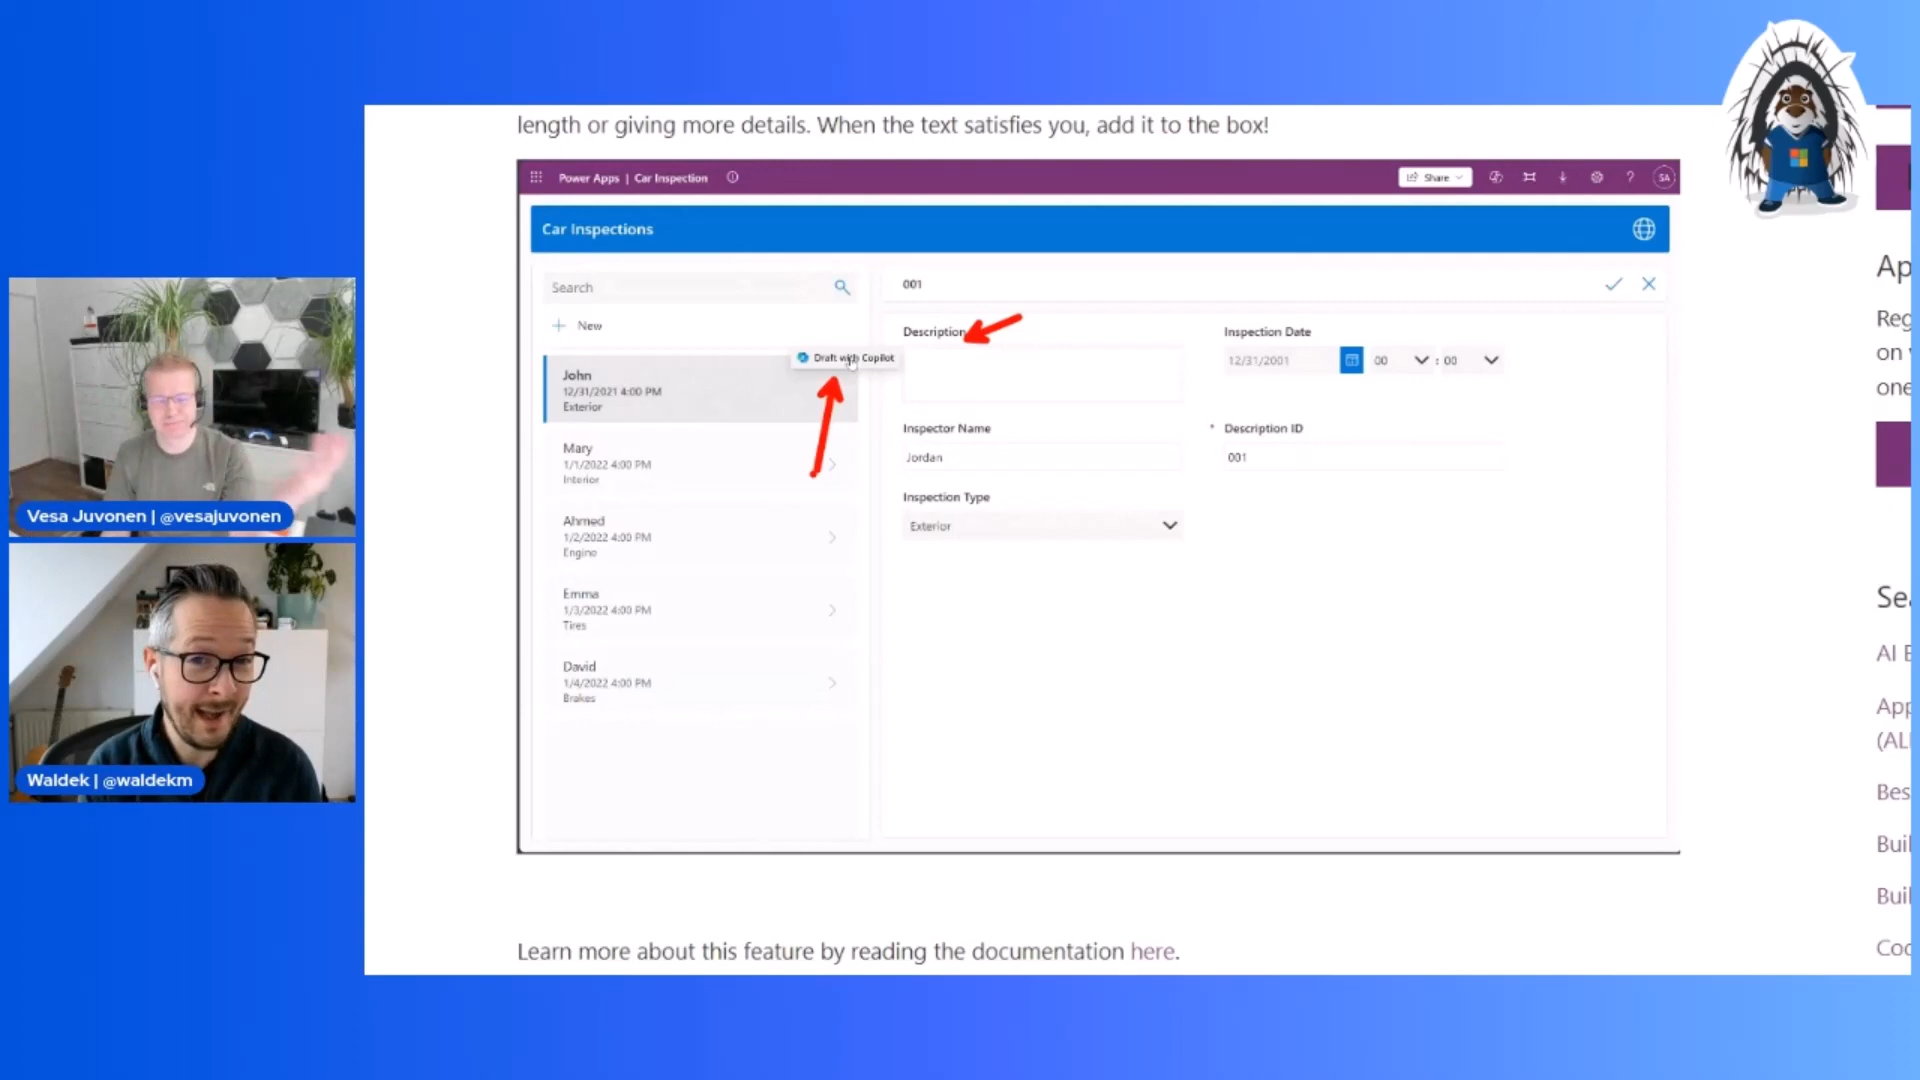 length or giving more details. When the text satisfies you, add it to the box!
Power Apps | Car Inspection
Share
?
SA
Car Inspections
Search
New
John
12/31/2021 4:00 PM
Exterior
Draft with Copilot
Mary
1/1/2022 4:00 PM
Interior
Ahmed
1/2/2022 4:00 PM
Engine
Emma
1/3/2022 4:00 PM
Tires
David
1/4/2022 4:00 PM
Brakes
001
Description
Inspection Date
12/31/2001
00 : 00
Inspector Name
* Description ID
Jordan
001
Inspection Type
Exterior
Learn more about this feature by reading the documentation here.
Vesa Juvonen | @vesajuvonen
Waldek | @waldekm
Ap
Reg
on
one
Se
AI
App
(AL
Bes
Buil
Buil
Coc